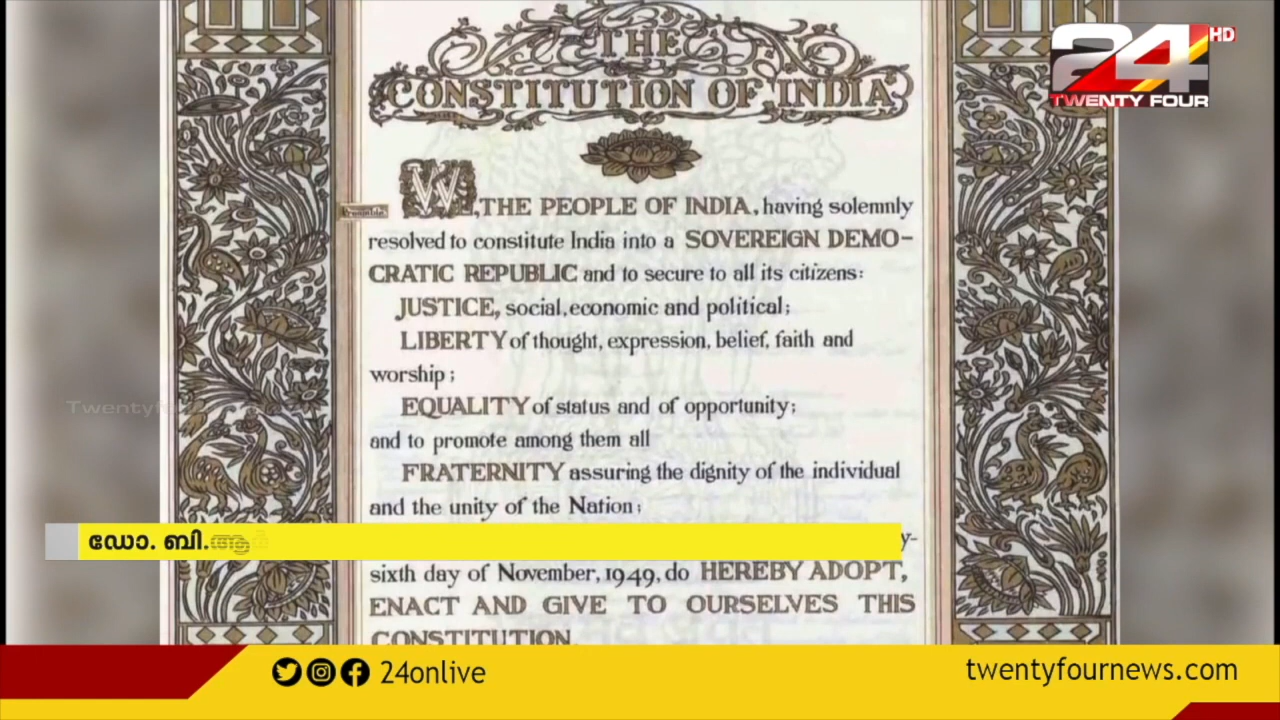 THE
CONSTITUTION OF INDIA
24 HD
TWENTY FOUR
WE, THE PEOPLE OF INDIA, having solemnly
resolved to constitute India into a SOVEREIGN DEMO-
CRATIC REPUBLIC and to secure to all its citizens:
JUSTICE, social, economic and political;
LIBERTY of thought, expression, belief, faith and
worship;
EQUALITY of status and of opportunity;
and to promote among them all
FRATERNITY assuring the dignity of the individual
and the unity of the Nation;
ഡോ. ബി.ആ
y-
sixth day of November, 1949, do HEREBY ADOPT,
ENACT AND GIVE TO OURSELVES THIS
CONSTITUTION.
24onlive
twentyfournews.com